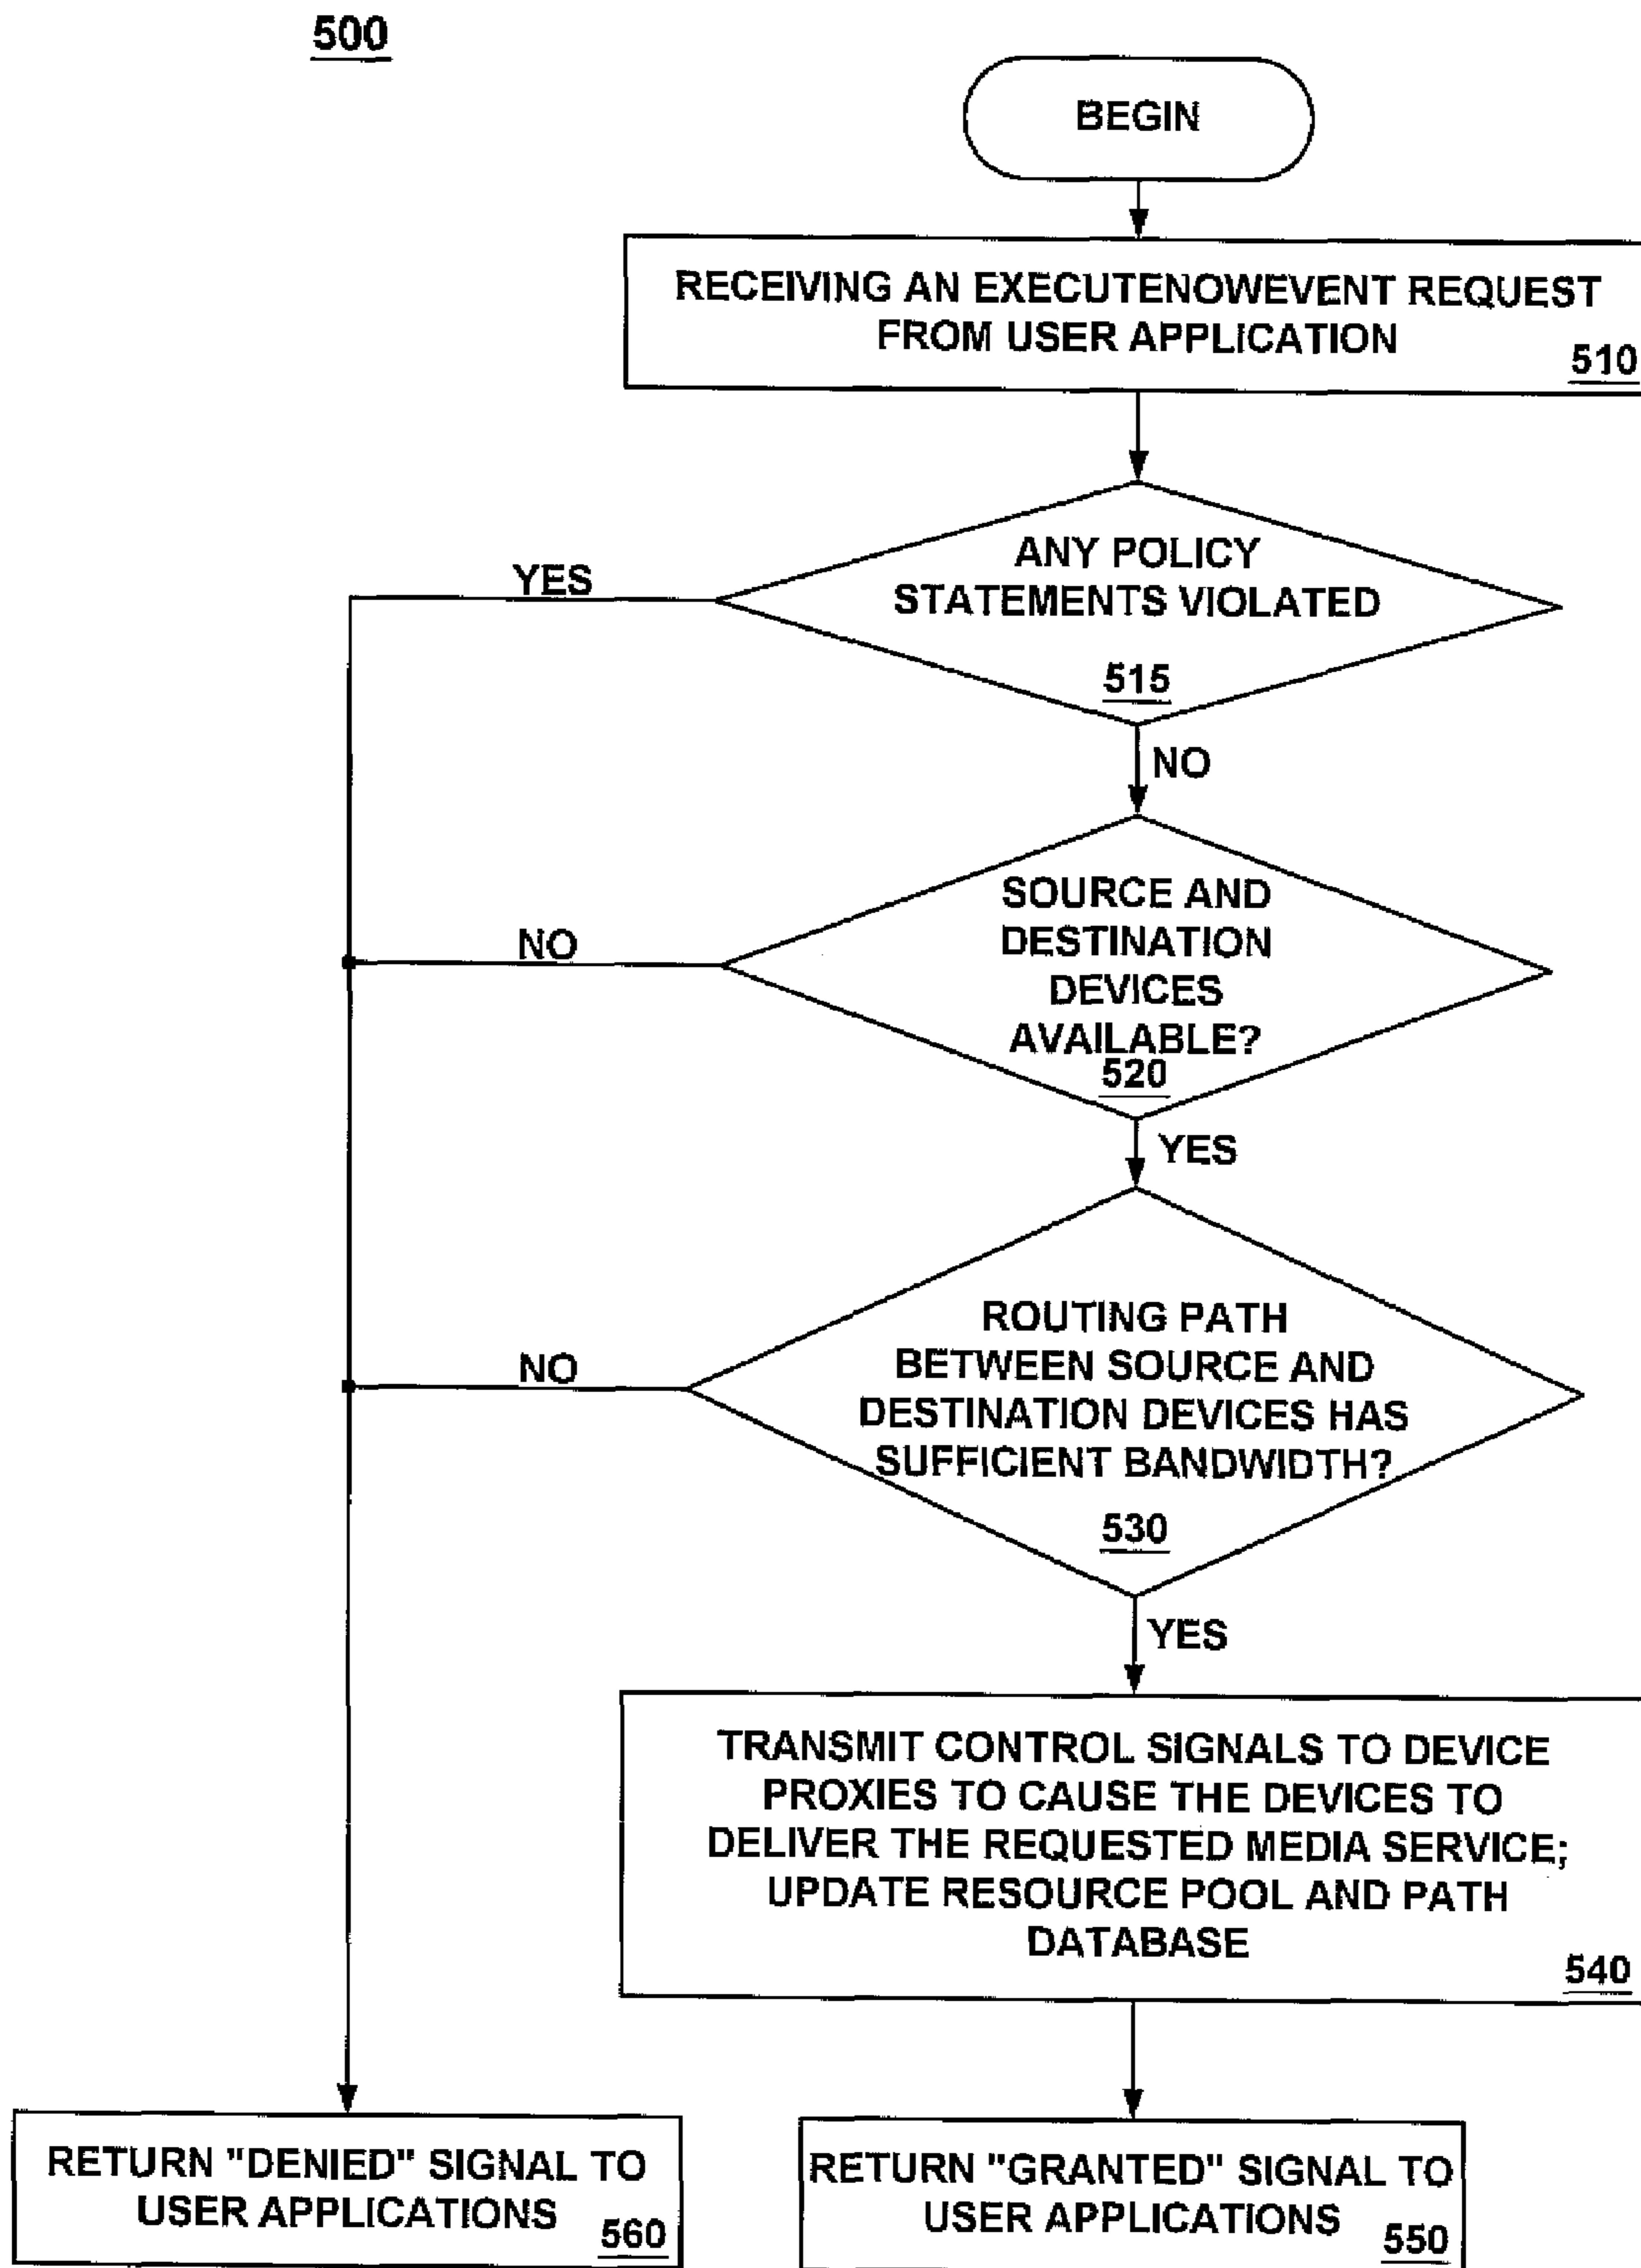 500
BEGIN
RECEIVING AN EXECUTENOWEVENT REQUEST
FROM USER APPLICATION
510
ANY POLICY
STATEMENTS VIOLATED
515
YES
NO
SOURCE AND
DESTINATION
DEVICES
AVAILABLE?
520
NO
YES
ROUTING PATH
BETWEEN SOURCE AND
DESTINATION DEVICES HAS
SUFFICIENT BANDWIDTH?
530
NO
YES
TRANSMIT CONTROL SIGNALS TO DEVICE
PROXIES TO CAUSE THE DEVICES TO
DELIVER THE REQUESTED MEDIA SERVICE;
UPDATE RESOURCE POOL AND PATH
DATABASE
540
RETURN "DENIED" SIGNAL TO
USER APPLICATIONS
560
RETURN "GRANTED" SIGNAL TO
USER APPLICATIONS
550